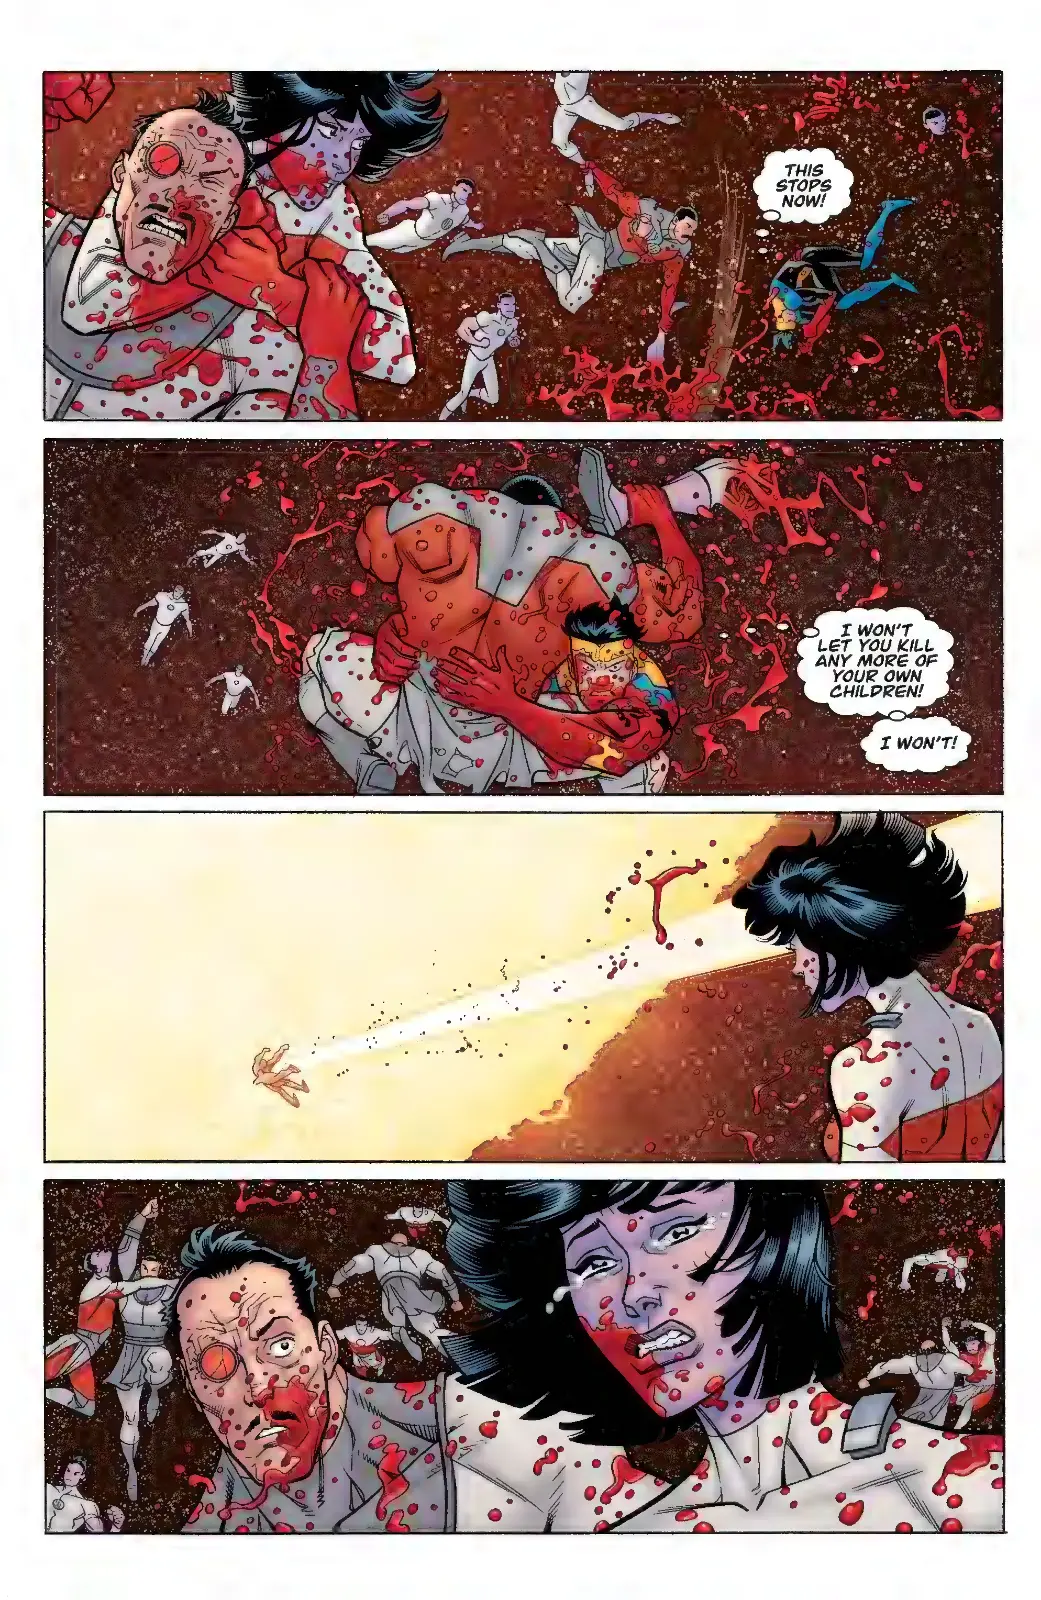 THIS
STOPS
NOW!
I WON'T
LET YOU KILL
ANY MORE OF
YOUR OWN
CHILDREN!
I WON'T!